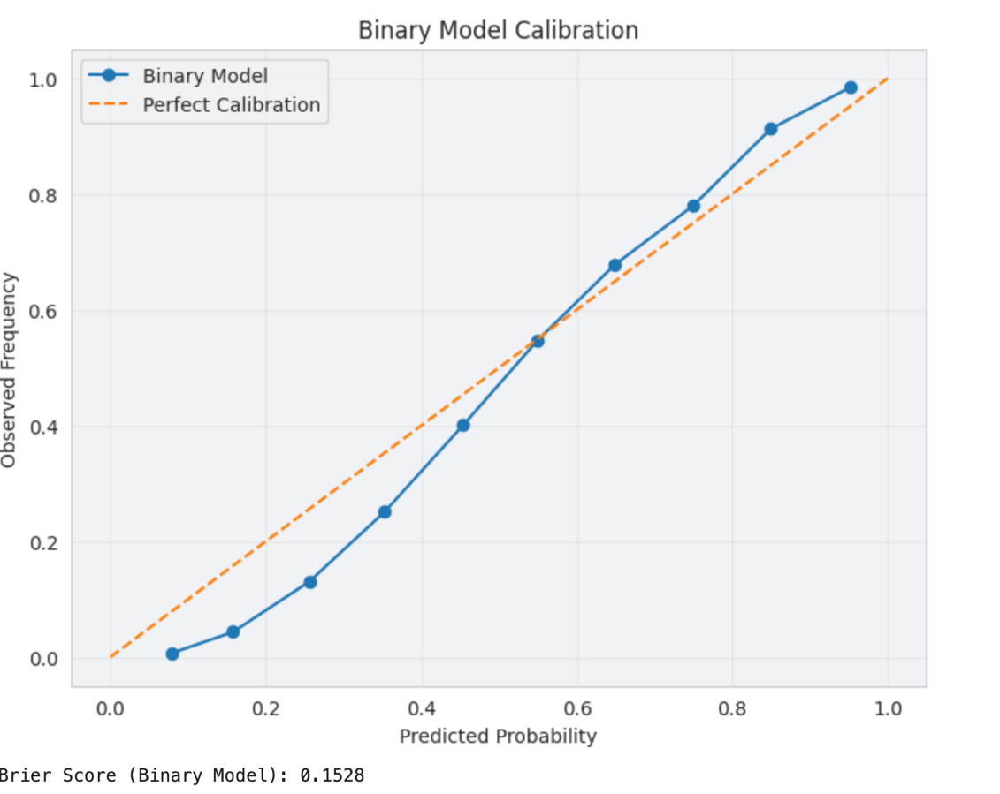 Binary Model Calibration
Binary Model
Perfect Calibration
1.0
0.8
0.6
0.4
0.2
0.0
Observed Frequency
0.0 0.2 0.4 0.6 0.8 1.0
Predicted Probability
Brier Score (Binary Model): 0.1528